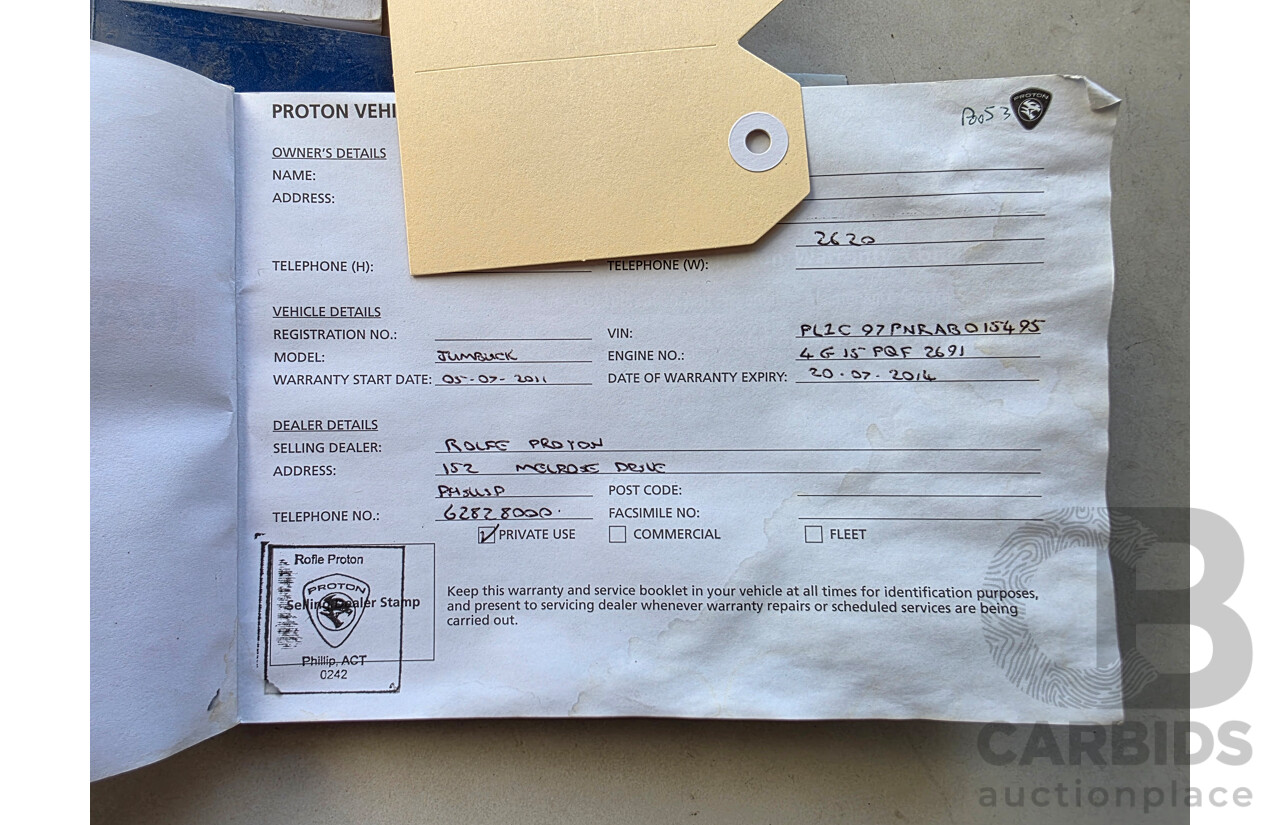 PROTON VEHI
PROTON
OWNER'S DETAILS
NAME:
ADDRESS:
2620
TELEPHONE (H): TELEPHONE (W):
VEHICLE DETAILS
REGISTRATION NO.: VIN: PL1C97PNRAB015495
MODEL: JUMBUCK ENGINE NO.: 4G15 PQF 2691
WARRANTY START DATE: 05-07-2011 DATE OF WARRANTY EXPIRY: 20.07.2014
DEALER DETAILS
SELLING DEALER: ROLFE PROTON
ADDRESS: 152 MELROSE DRIVE
PHILLIP POST CODE:
TELEPHONE NO.: 62828000. FACSIMILE NO:
PRIVATE USE COMMERCIAL FLEET
Rofle Proton
PROTON
Selling Dealer Stamp
Phillip, ACT
0242
Keep this warranty and service booklet in your vehicle at all times for identification purposes,
and present to servicing dealer whenever warranty repairs or scheduled services are being
carried out.
CB
CARBIDS
auctionplace